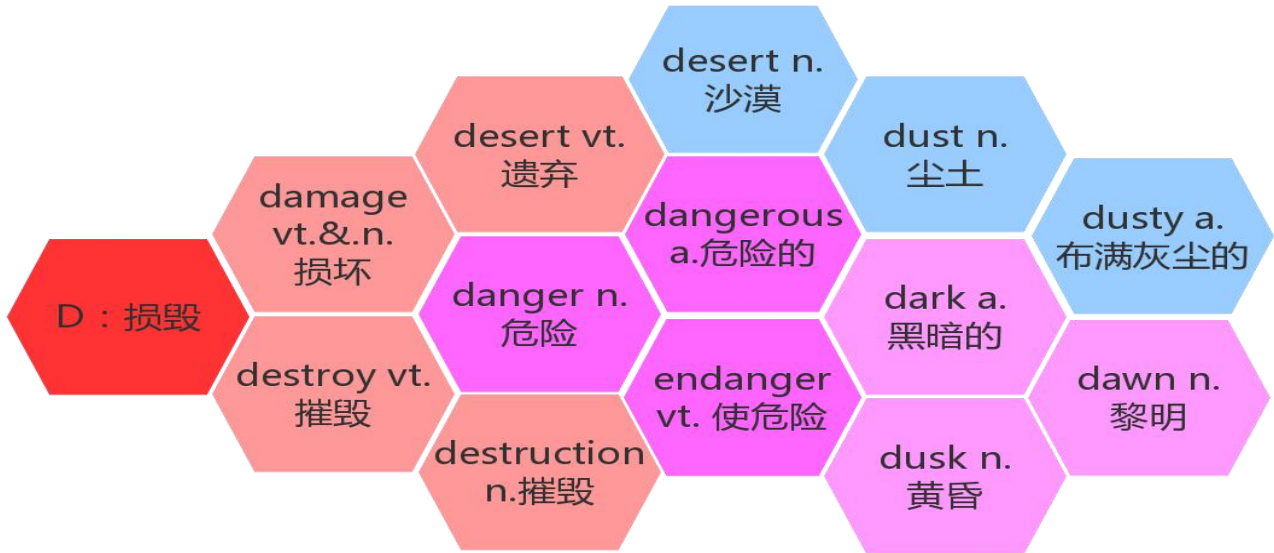 D：损毁
damage
vt.&.n.
损坏
destroy vt.
摧毁
desert vt.
遗弃
danger n.
危险
destruction
n.摧毁
desert n.
沙漠
dangerous
a.危险的
endanger
vt. 使危险
dust n.
尘土
dark a.
黑暗的
dusk n.
黄昏
dusty a.
布满灰尘的
dawn n.
黎明